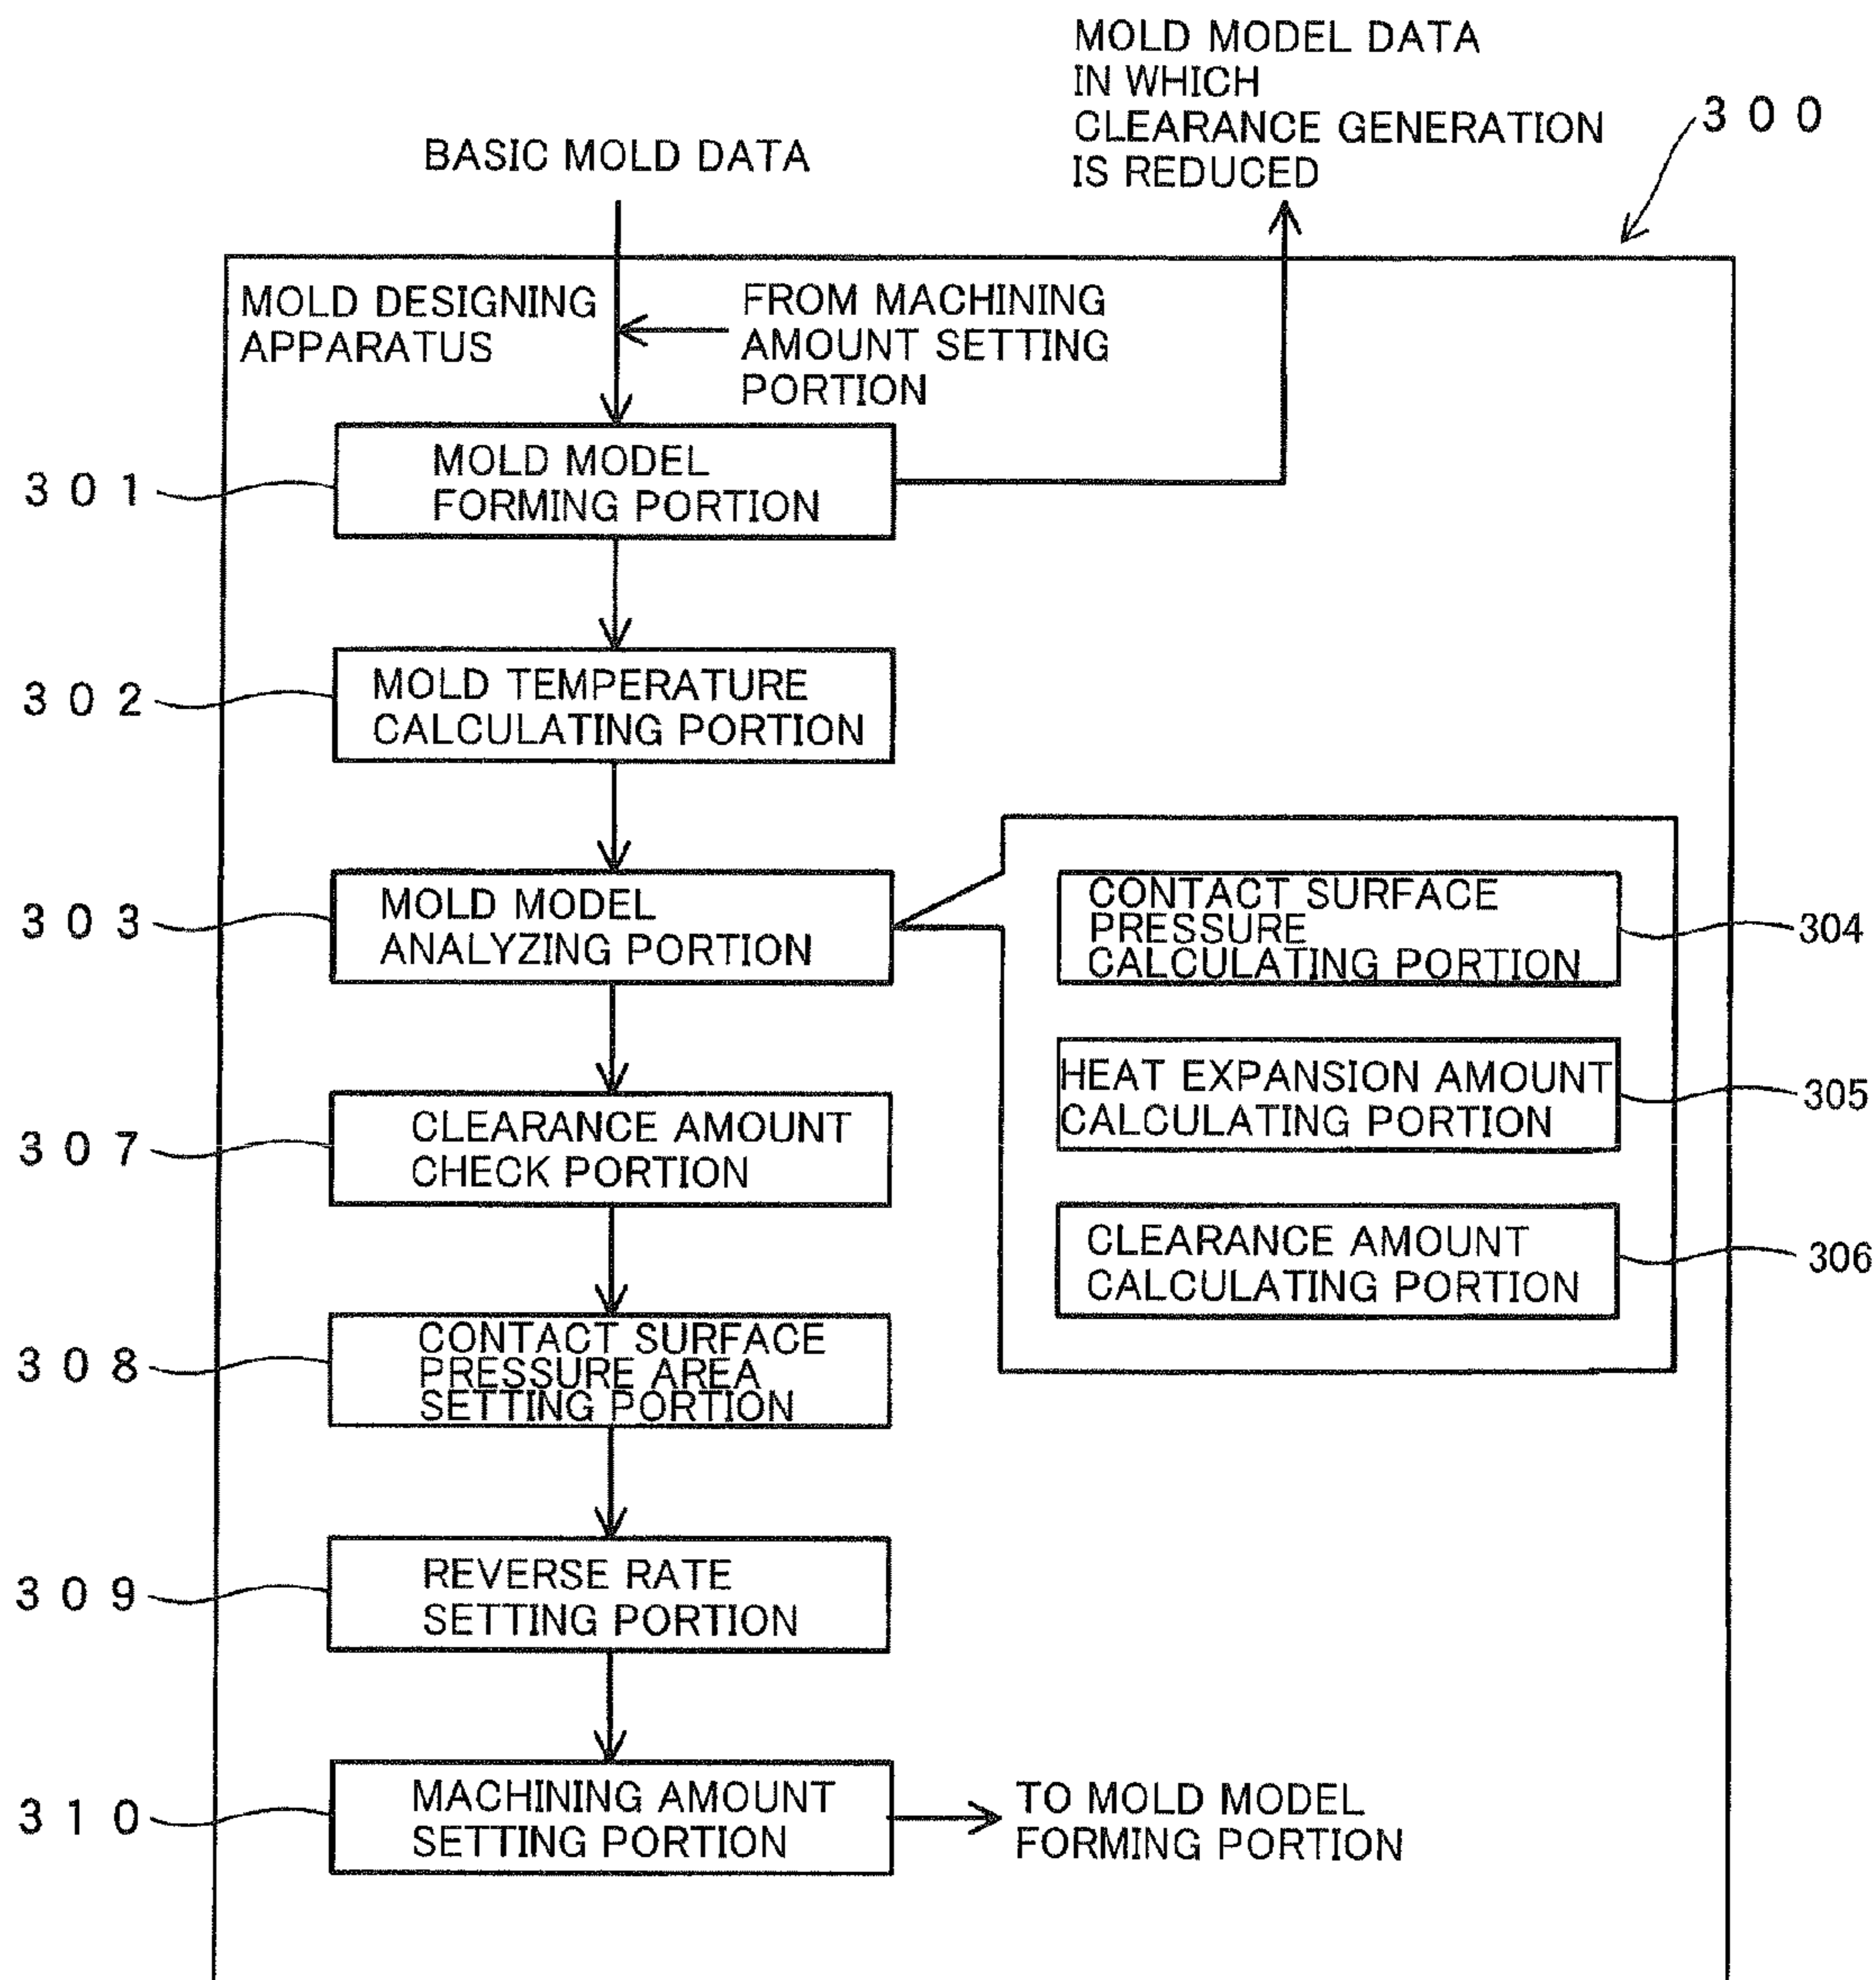 MOLD MODEL DATA
IN WHICH
CLEARANCE GENERATION
IS REDUCED
300
BASIC MOLD DATA
MOLD DESIGNING
APPARATUS
FROM MACHINING
AMOUNT SETTING
PORTION
301
MOLD MODEL
FORMING PORTION
302
MOLD TEMPERATURE
CALCULATING PORTION
303
MOLD MODEL
ANALYZING PORTION
CONTACT SURFACE
PRESSURE
CALCULATING PORTION
304
HEAT EXPANSION AMOUNT
CALCULATING PORTION
305
CLEARANCE AMOUNT
CALCULATING PORTION
306
307
CLEARANCE AMOUNT
CHECK PORTION
308
CONTACT SURFACE
PRESSURE AREA
SETTING PORTION
309
REVERSE RATE
SETTING PORTION
310
MACHINING AMOUNT
SETTING PORTION
TO MOLD MODEL
FORMING PORTION